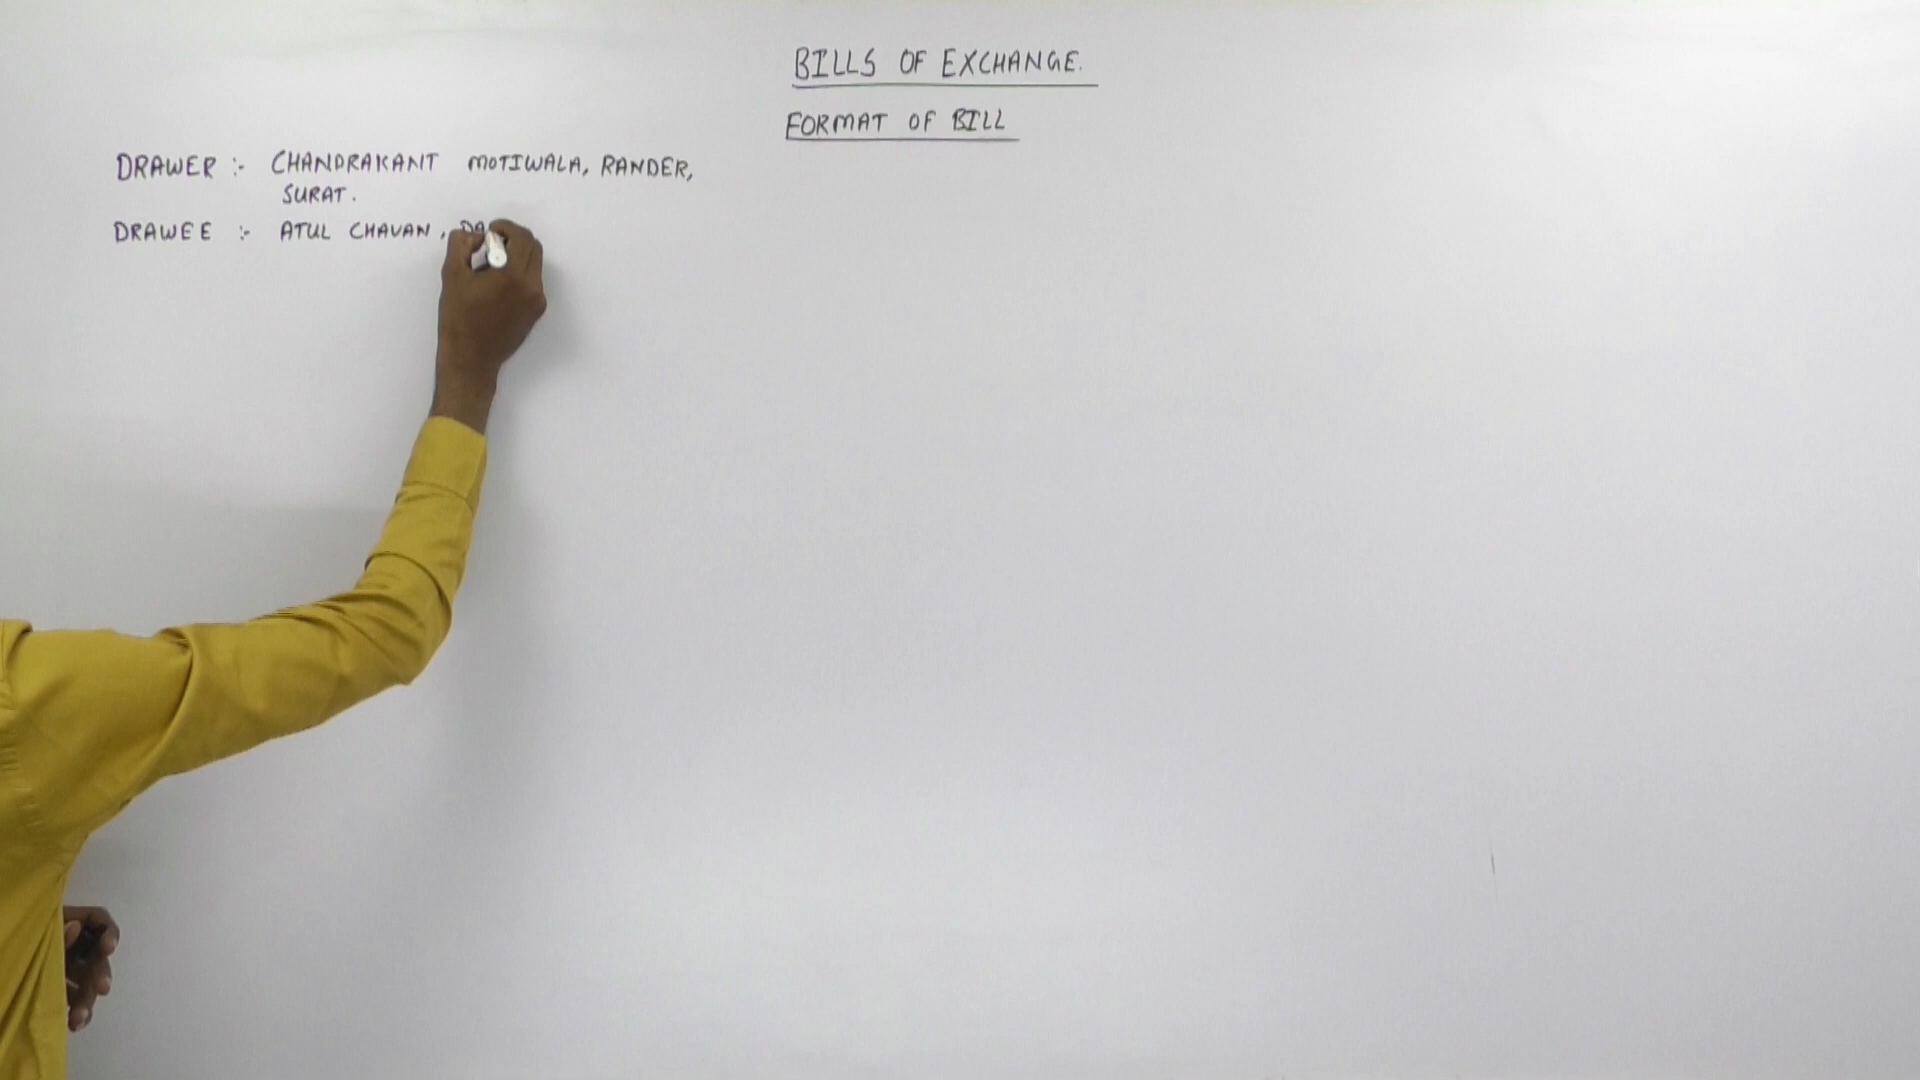 BILLS OF EXCHANGE.
FORMAT OF BILL
DRAWER :- CHANDRAKANT MOTIWALA, RANDER,
SURAT.
DRAWEE :- ATUL CHAVAN,